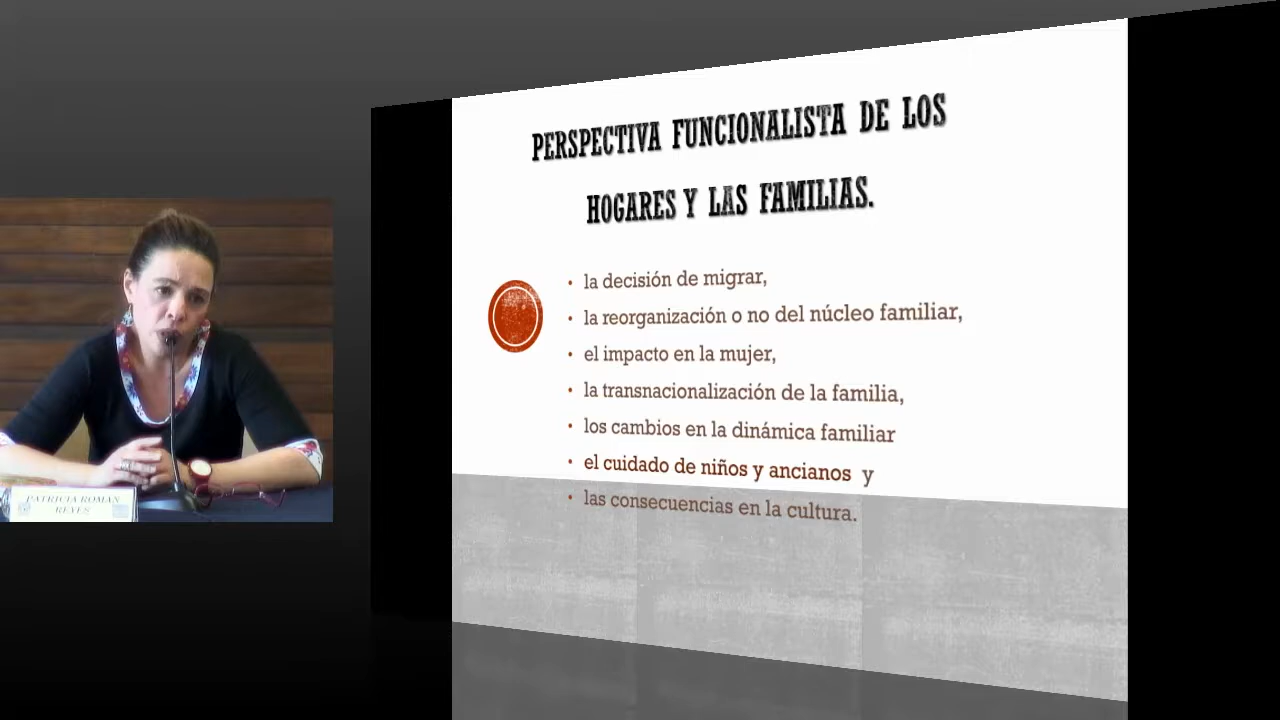 PERSPECTIVA FUNCIONALISTA DE LOS
HOGARES Y LAS FAMILIAS.
• la decisión de migrar,
• la reorganización o no del núcleo familiar,
• el impacto en la mujer,
• la transnacionalización de la familia,
• los cambios en la dinámica familiar
• el cuidado de niños y ancianos y
• las consecuencias en la cultura.
PATRICIA ROMAN
REYES